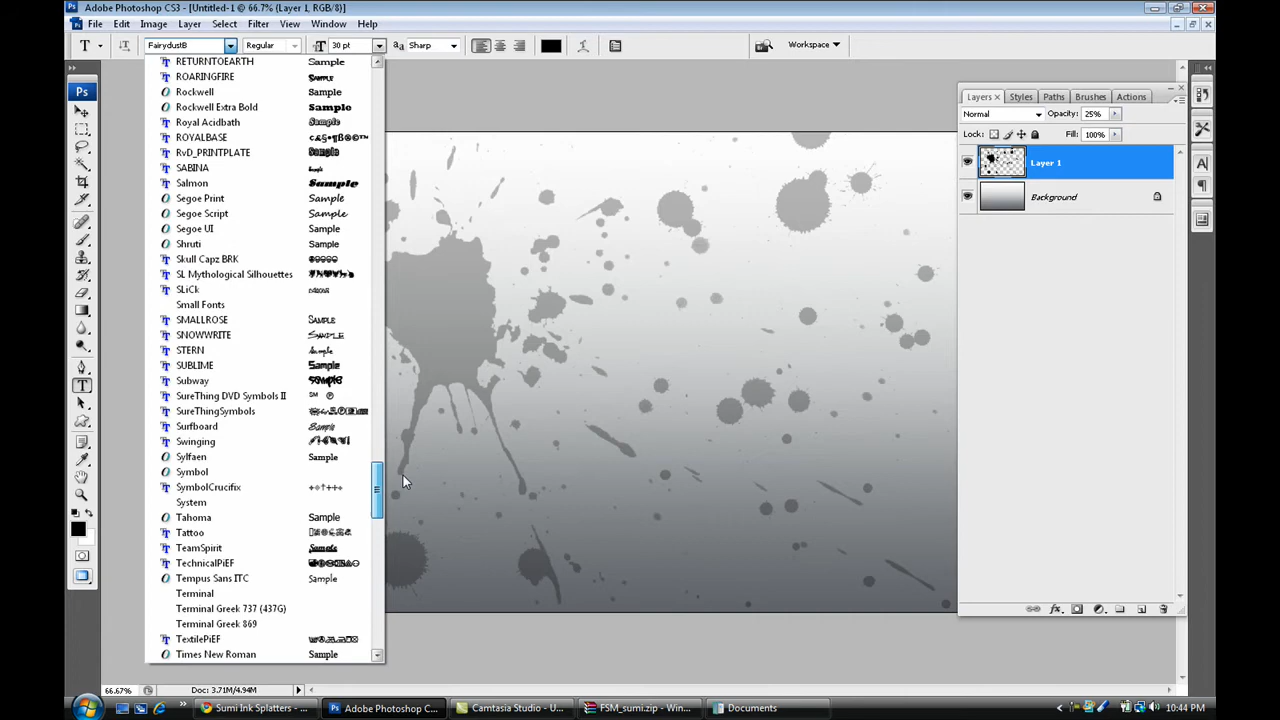 Adobe Photoshop CS3 - [Untitled-1 @ 66.7% (Layer 1, RGB/8)]
File Edit Image Layer Select Filter View Window Help
T FairydustB Regular 30 pt aa Sharp Workspace
RETURNTOEARTH Sample
ROARINGFIRE Sample
Rockwell Sample
Rockwell Extra Bold Sample
Royal Acidbath Sample
ROYALBASE
RvD_PRINTPLATE Sample
SABINA
Salmon Sample
Segoe Print Sample
Segoe Script Sample
Segoe UI Sample
Shruti Sample
Skull Capz BRK
SL Mythological Silhouettes
SLiCk
Small Fonts
SMALLROSE Sample
SNOWWRITE Sample
STERN Sample
SUBLIME Sample
Subway Sample
SureThing DVD Symbols II
SureThingSymbols
Surfboard Sample
Swinging
Sylfaen Sample
Symbol
SymbolCrucifix
System
Tahoma Sample
Tattoo
TeamSpirit Sample
TechnicalPiEF
Tempus Sans ITC Sample
Terminal
Terminal Greek 737 (437G)
Terminal Greek 869
TextilePiEF
Times New Roman Sample
Ps
Layers Styles Paths Brushes Actions
Normal Opacity: 25%
Lock: Fill: 100%
Layer 1
Background
66.67% Doc: 3.71M/4.94M
Sumi Ink Splatters - ... Adobe Photoshop C... Camtasia Studio - U... FSM_sumi.zip - Win... Documents 10:44 PM